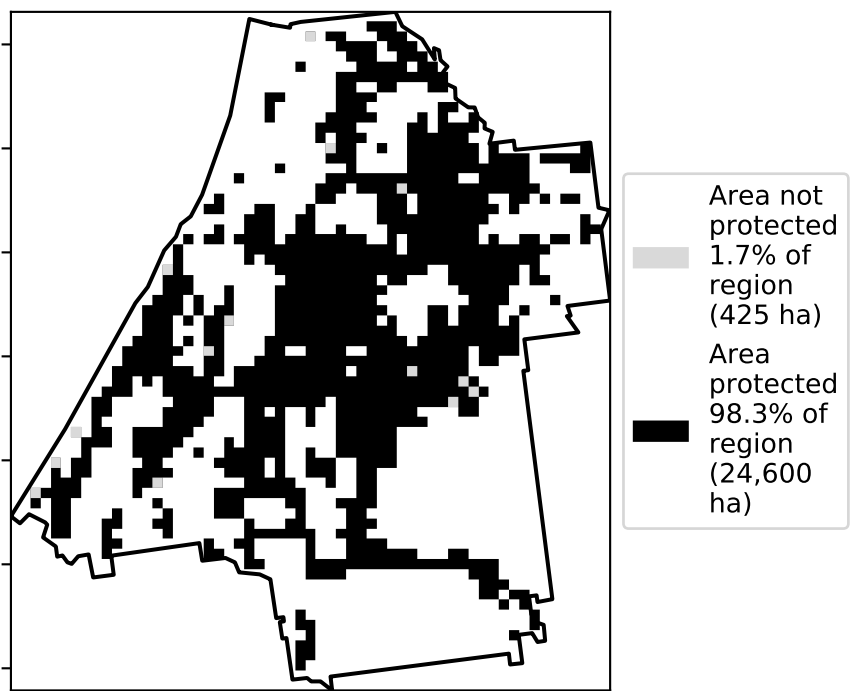 Area not
protected
1.7% of
region
(425 ha)
Area
protected
98.3% of
region
(24,600
ha)